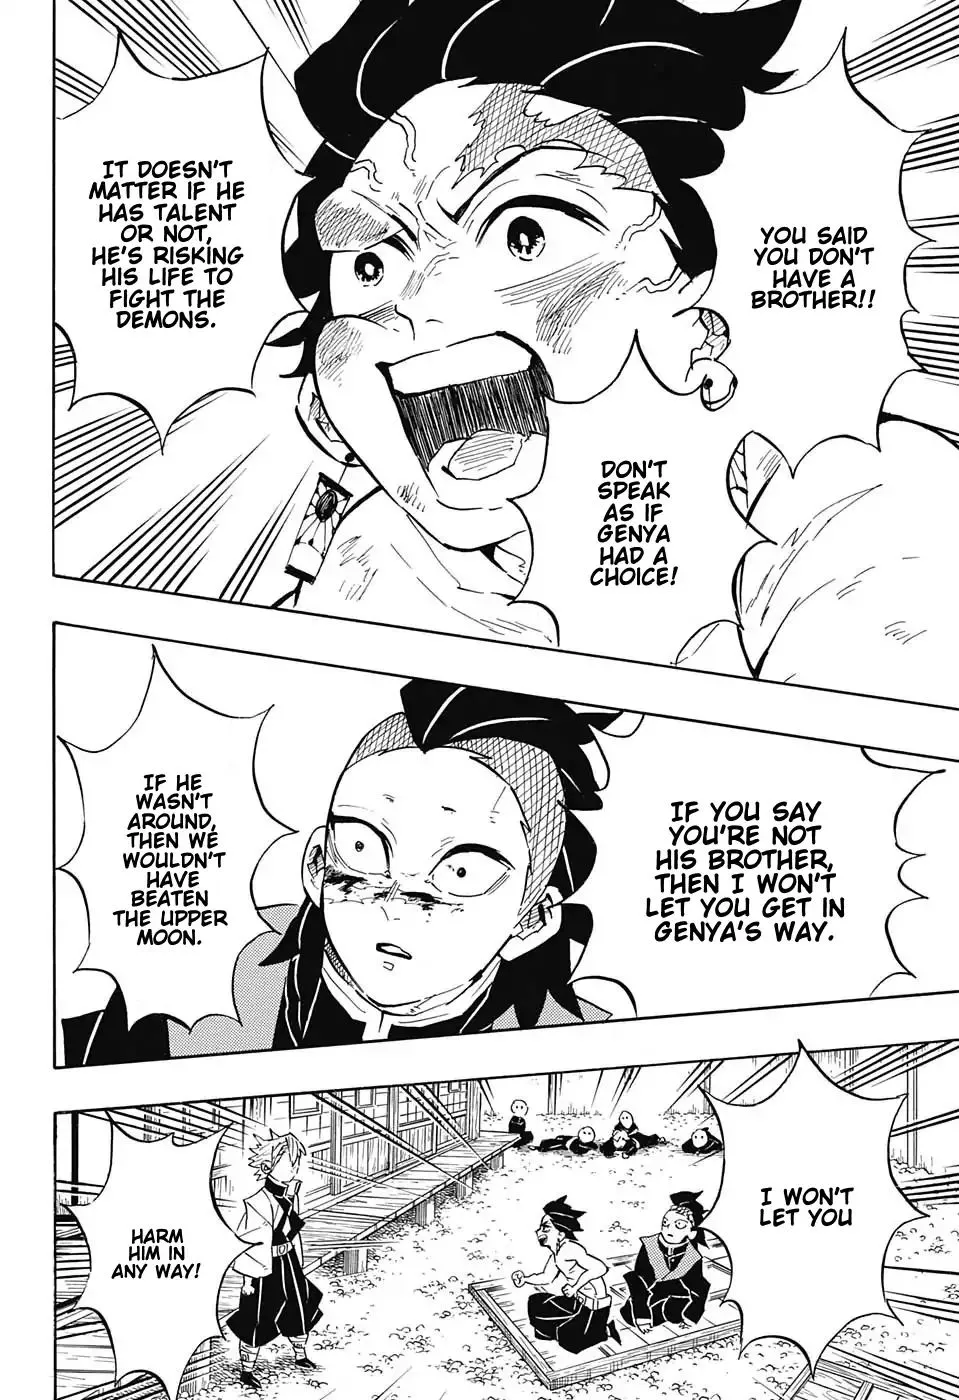 YOU SAID
YOU DON'T
HAVE A
BROTHER!!
DON'T
SPEAK
AS IF
GENYA
HAD A
CHOICE!
IT DOESN'T
MATTER IF HE
HAS TALENT
OR NOT,
HE'S RISKING
HIS LIFE TO
FIGHT THE
DEMONS.
IF YOU SAY
YOU'RE NOT
HIS BROTHER,
THEN I WON'T
LET YOU GET IN
GENYA'S WAY.
IF HE
WASN'T
AROUND,
THEN WE
WOULDN'T
HAVE
BEATEN
THE UPPER
MOON.
I WON'T
LET YOU
HARM
HIM IN
ANY WAY!